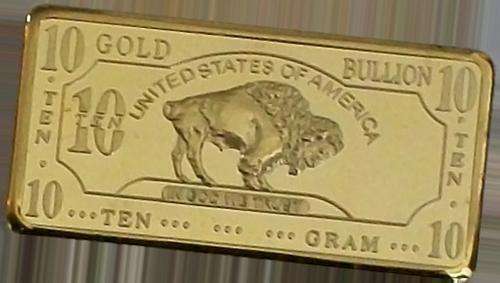 10 GOLD BULLION 10
UNITED STATES OF AMERICA
10
TEN
TEN
TEN
IN GOD WE TRUST
10 ... TEN ... ... ... GRAM ... 10